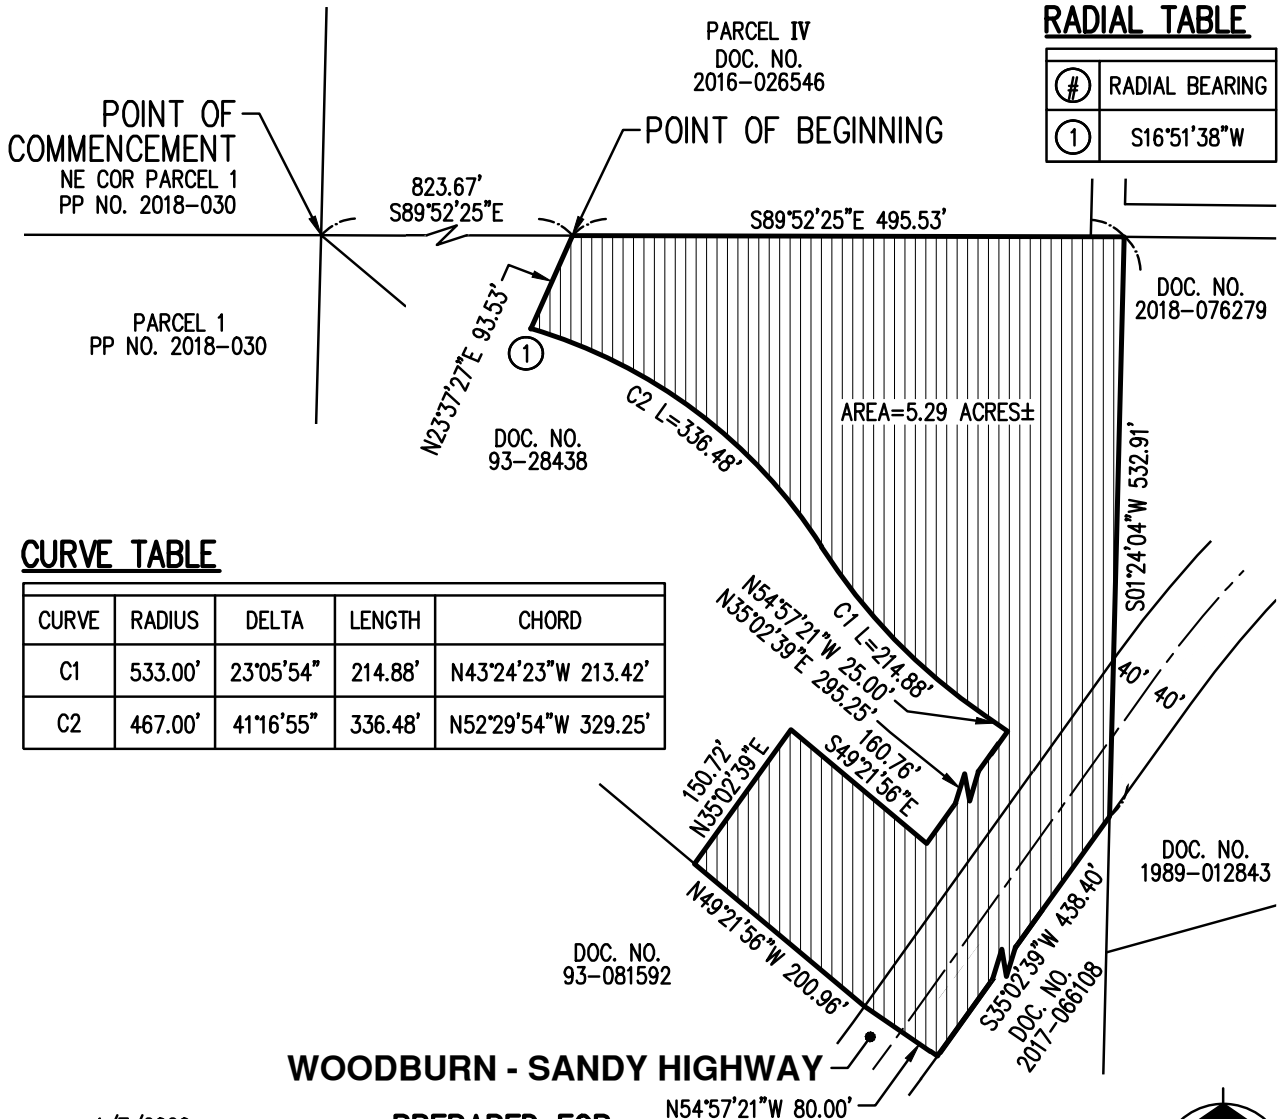 RADIAL TABLE
# RADIAL BEARING
1 S16°51'38"W
PARCEL IV
DOC. NO.
2016-026546
POINT OF
COMMENCEMENT
NE COR PARCEL 1
PP NO. 2018-030
POINT OF BEGINNING
823.67'
S89°52'25"E
S89°52'25"E 495.53'
DOC. NO.
2018-076279
PARCEL 1
PP NO. 2018-030
N23°37'27"E 93.53'
1
C2 L=336.48'
AREA=5.29 ACRES±
DOC. NO.
93-28438
S01°24'04"W 532.91'
CURVE TABLE
CURVE RADIUS DELTA LENGTH CHORD
C1 533.00' 23°05'54" 214.88' N43°24'23"W 213.42'
C2 467.00' 41°16'55" 336.48' N52°29'54"W 329.25'
N54°57'21"W 25.00'
N35°02'39"E 295.25'
C1 L=214.88'
40' 40'
160.76'
S49°21'56"E
150.72'
N35°02'39"E
DOC. NO.
1989-012843
N49°21'56"W 200.96'
S35°02'39"W 438.40'
DOC. NO.
2017-066108
DOC. NO.
93-081592
WOODBURN - SANDY HIGHWAY
N54°57'21"W 80.00'